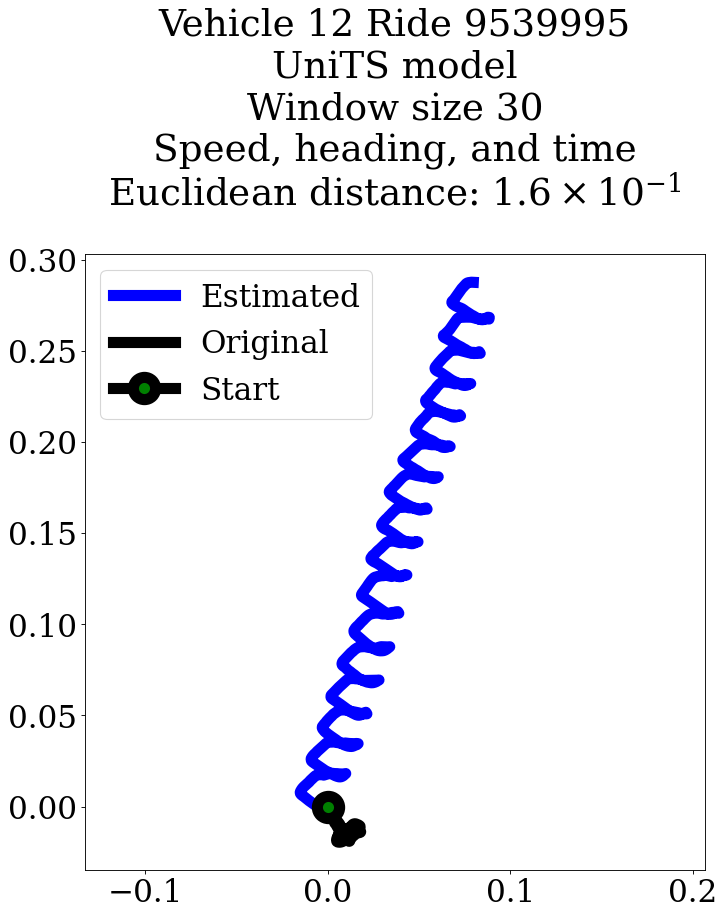 Vehicle 12 Ride 9539995
UniTS model
Window size 30
Speed, heading, and time
Euclidean distance: $1.6 \times 10^{-1}$
0.30
0.25
0.20
0.15
0.10
0.05
0.00
Estimated
Original
Start
−0.1
0.0
0.1
0.2